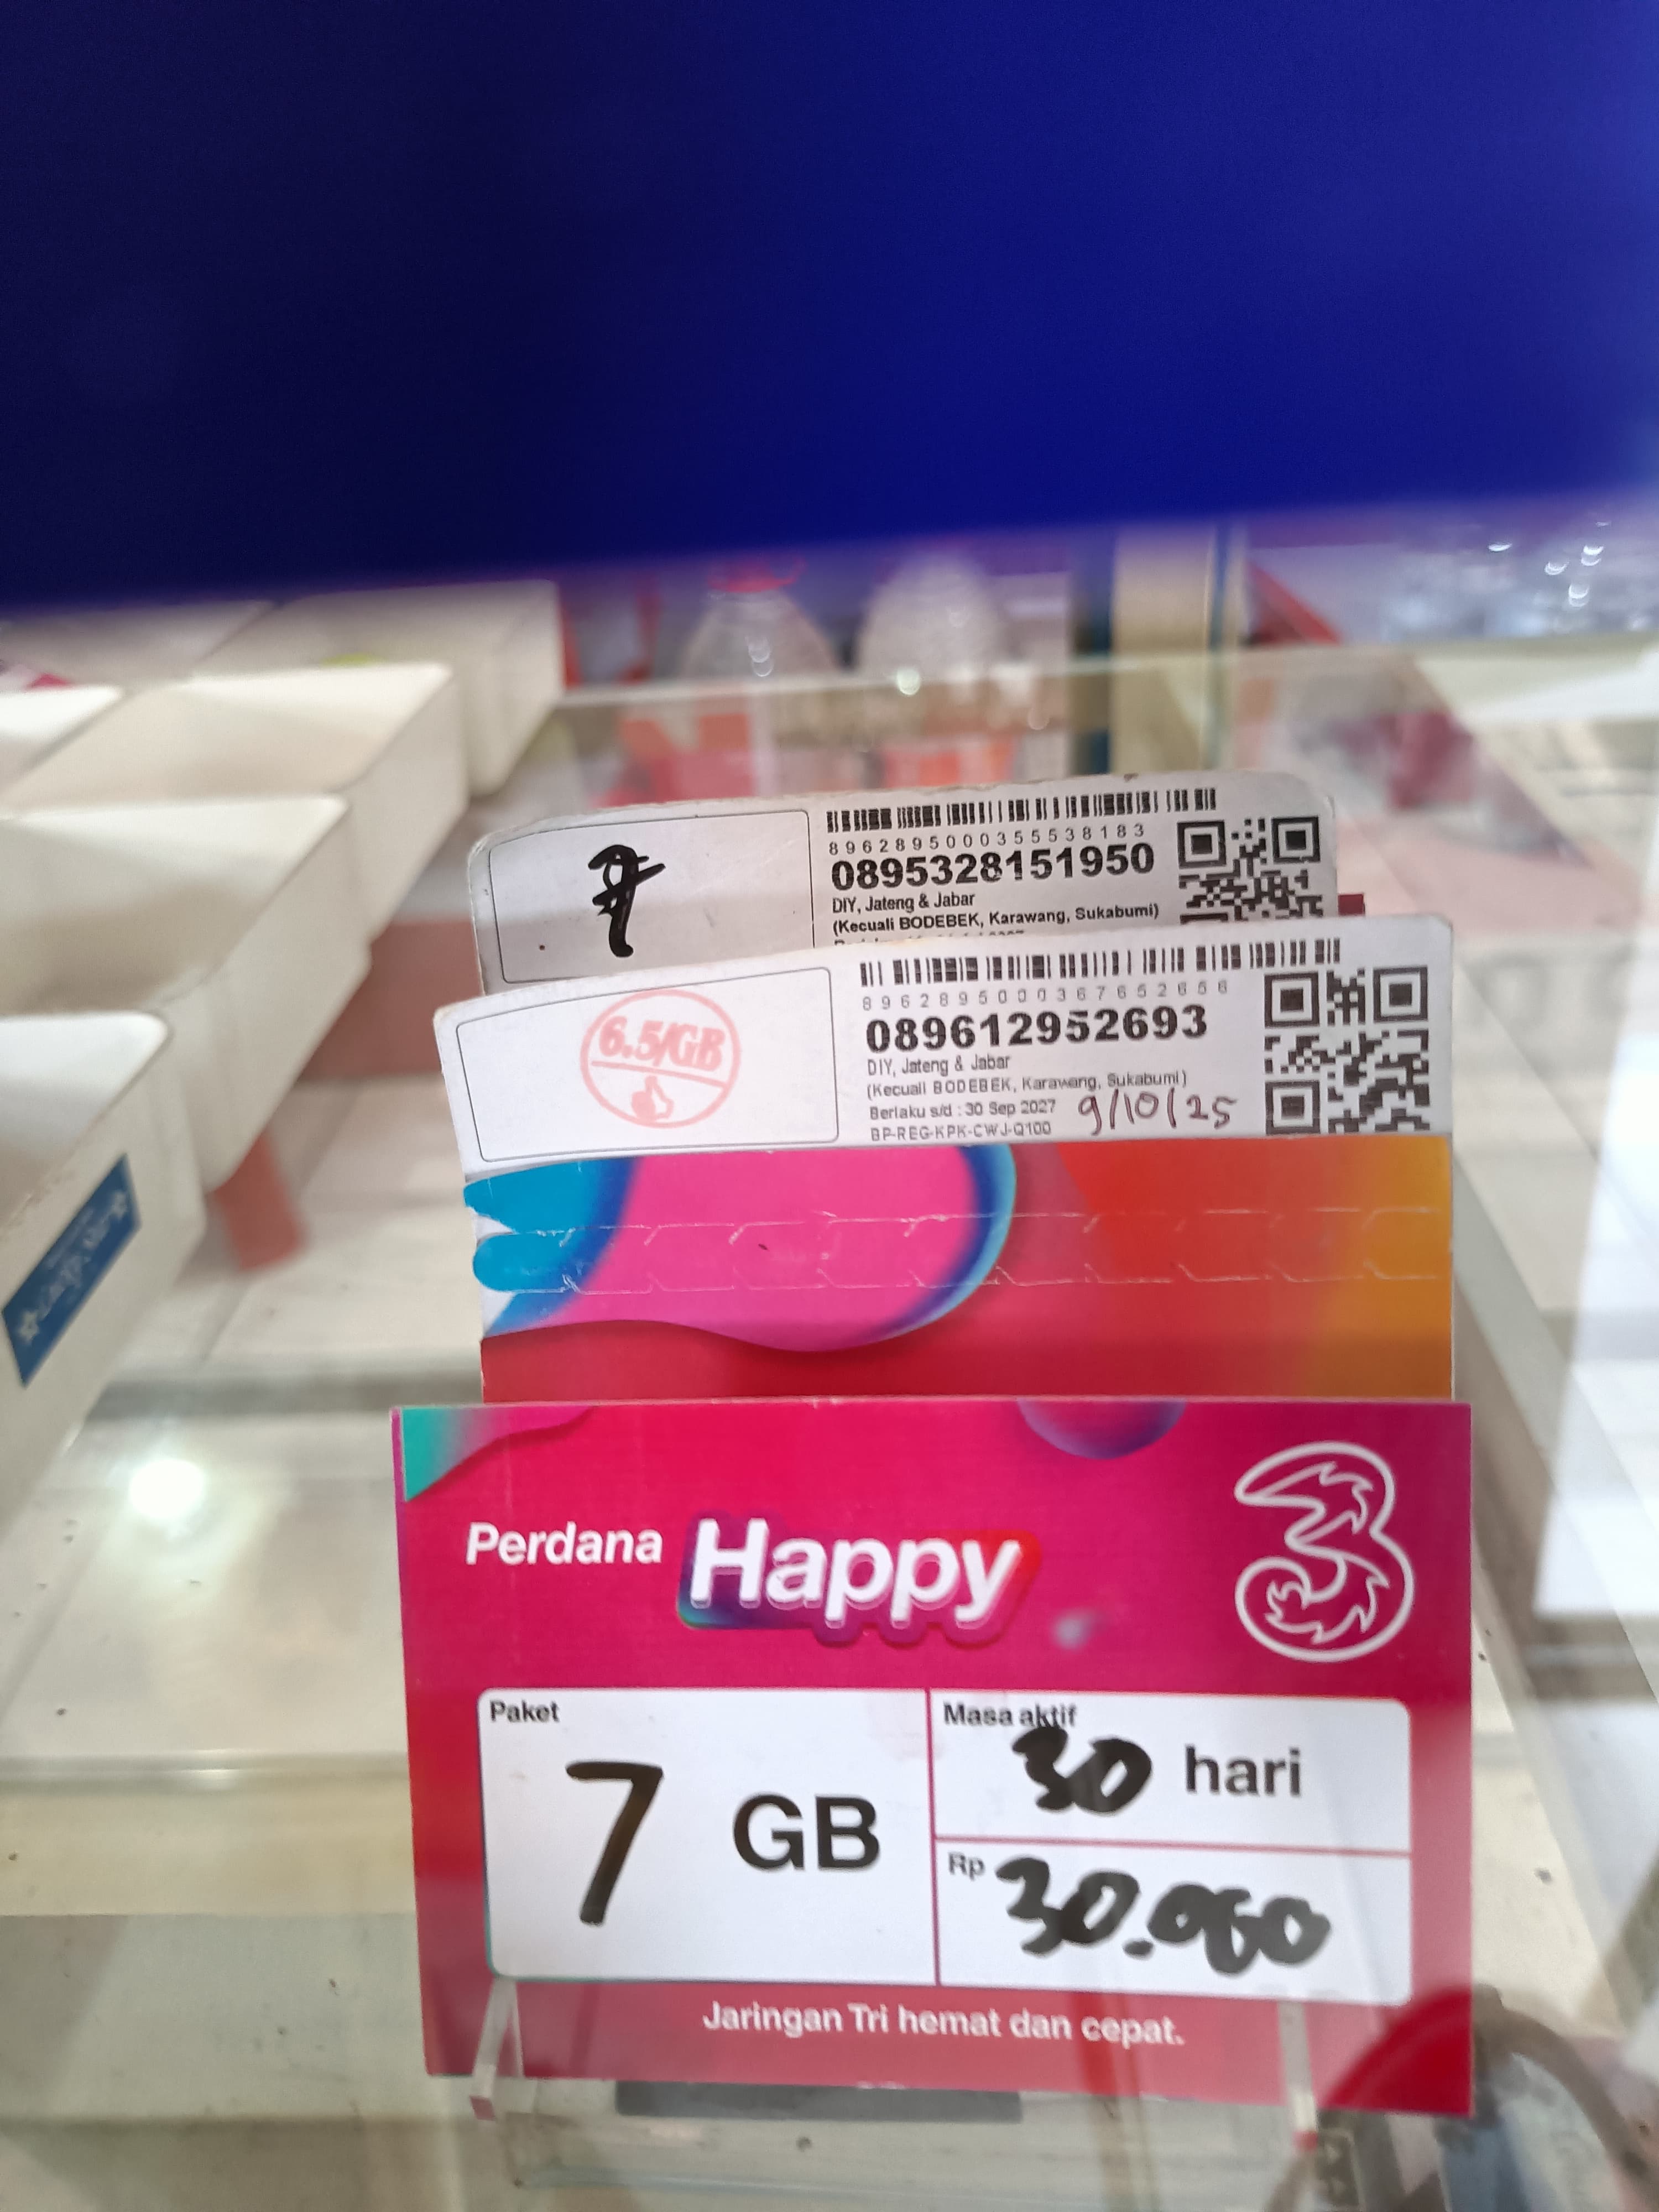 7
8962895000355538183
0895328151950
DIY, Jateng & Jabar
(Kecuali BODEBEK, Karawang, Sukabumi)
6.5/GB
8962895000367652656
089612952693
DIY, Jateng & Jabar
(Kecuali BODEBEK, Karawang, Sukabumi)
Berlaku s/d : 30 Sep 2027 9/10/25
BP-REG-KPK-CWJ-Q100
Perdana Happy 3
Paket
7 GB
Masa aktif
30 hari
Rp 30.000
Jaringan Tri hemat dan cepat.